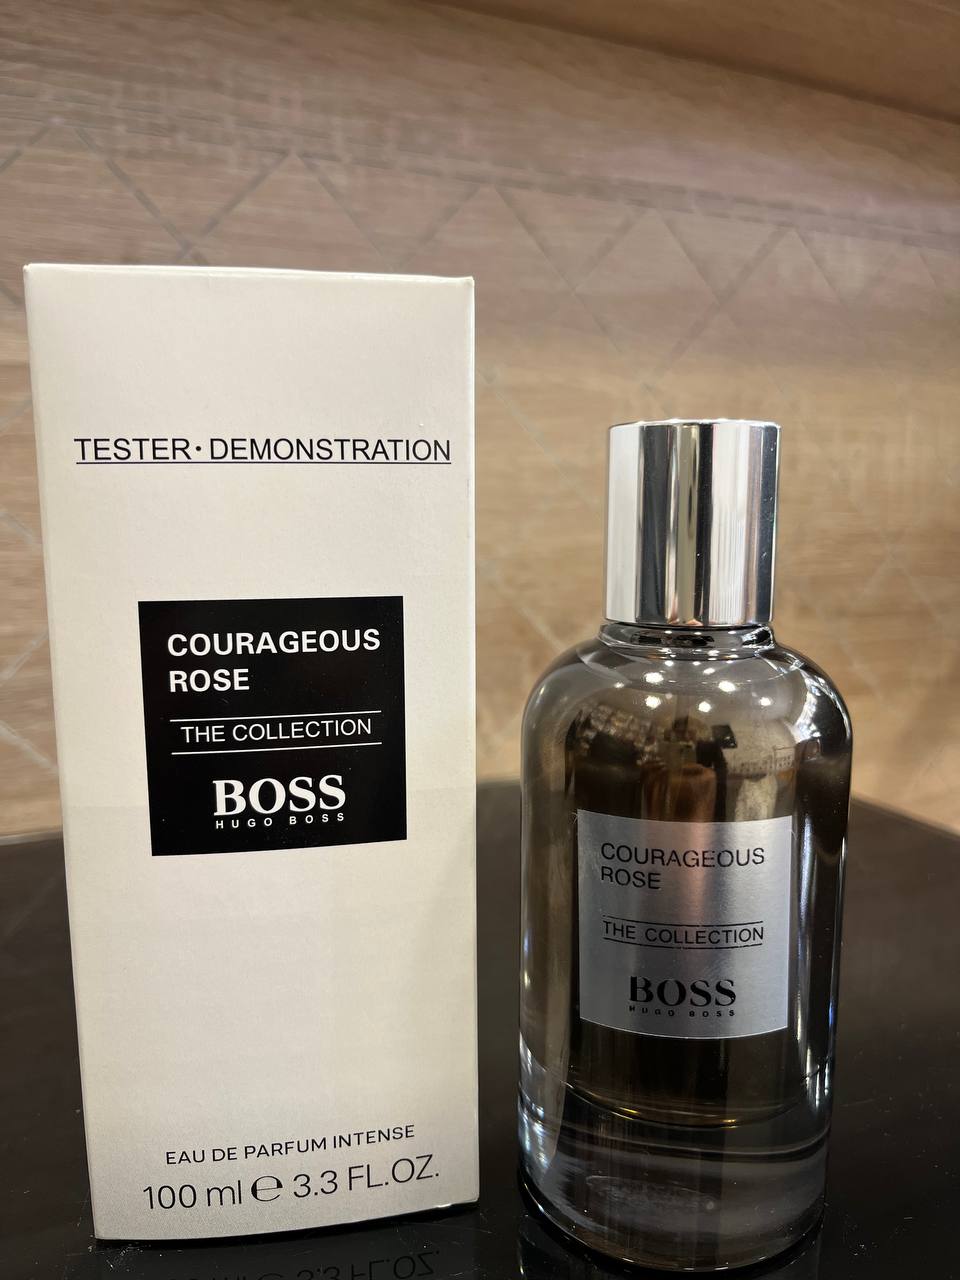 TESTER·DEMONSTRATION
COURAGEOUS
ROSE
THE COLLECTION
BOSS
HUGO BOSS
EAU DE PARFUM INTENSE
100 ml ℮ 3.3 FL.OZ.
COURAGEOUS
ROSE
THE COLLECTION
BOSS
HUGO BOSS